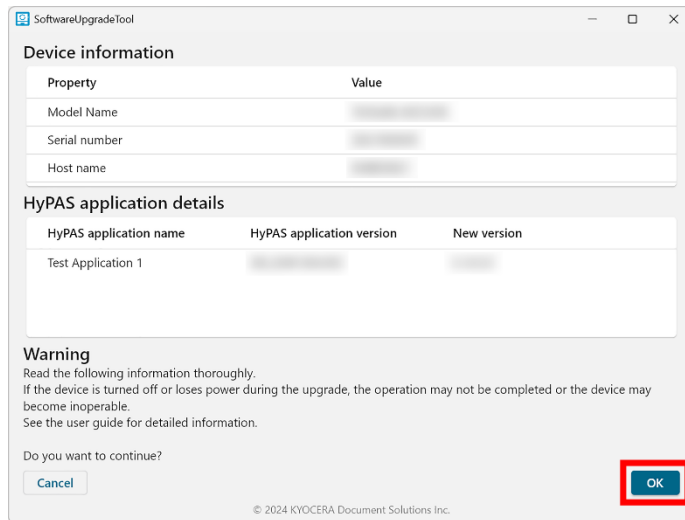 SoftwareUpgradeTool
Device information
Property Value
Model Name
Serial number
Host name
HyPAS application details
HyPAS application name HyPAS application version New version
Test Application 1
Warning
Read the following information thoroughly.
If the device is turned off or loses power during the upgrade, the operation may not be completed or the device may
become inoperable.
See the user guide for detailed information.
Do you want to continue?
Cancel OK
© 2024 KYOCERA Document Solutions Inc.